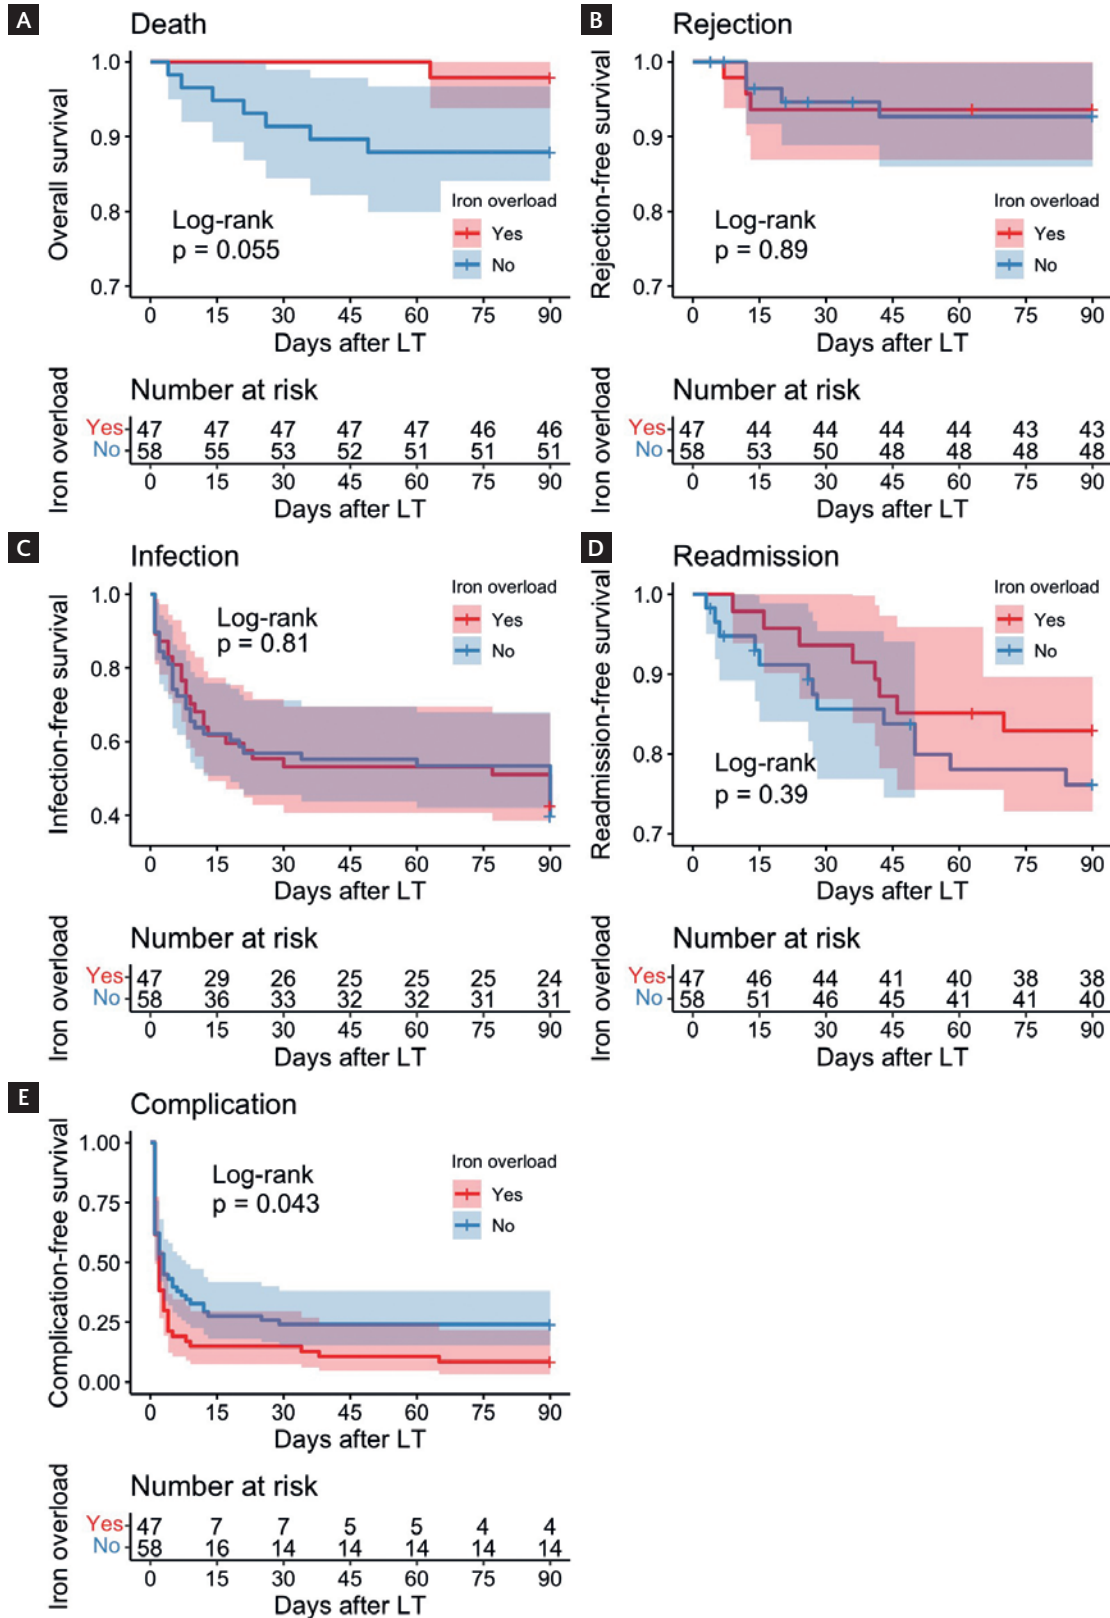 A
Death
Overall survival
1.0
0.9
0.8
0.7
Log-rank
p = 0.055
Iron overload
Yes
No
0 15 30 45 60 75 90
Days after LT
Number at risk
Iron overload
Yes 47 47 47 47 47 46 46
No 58 55 53 52 51 51 51
0 15 30 45 60 75 90
Days after LT
B
Rejection
Rejection-free survival
1.0
0.9
0.8
0.7
Log-rank
p = 0.89
Iron overload
Yes
No
0 15 30 45 60 75 90
Days after LT
Number at risk
Iron overload
Yes 47 44 44 44 44 43 43
No 58 53 50 48 48 48 48
0 15 30 45 60 75 90
Days after LT
C
Infection
Infection-free survival
1.0
0.8
0.6
0.4
Log-rank
p = 0.81
Iron overload
Yes
No
0 15 30 45 60 75 90
Days after LT
Number at risk
Iron overload
Yes 47 29 26 25 25 25 24
No 58 36 33 32 32 31 31
0 15 30 45 60 75 90
Days after LT
D
Readmission
Readmission-free survival
1.0
0.9
0.8
0.7
Log-rank
p = 0.39
Iron overload
Yes
No
0 15 30 45 60 75 90
Days after LT
Number at risk
Iron overload
Yes 47 46 44 41 40 38 38
No 58 51 46 45 41 41 40
0 15 30 45 60 75 90
Days after LT
E
Complication
Complication-free survival
1.00
0.75
0.50
0.25
0.00
Log-rank
p = 0.043
Iron overload
Yes
No
0 15 30 45 60 75 90
Days after LT
Number at risk
Iron overload
Yes 47 7 7 5 5 4 4
No 58 16 14 14 14 14 14
0 15 30 45 60 75 90
Days after LT